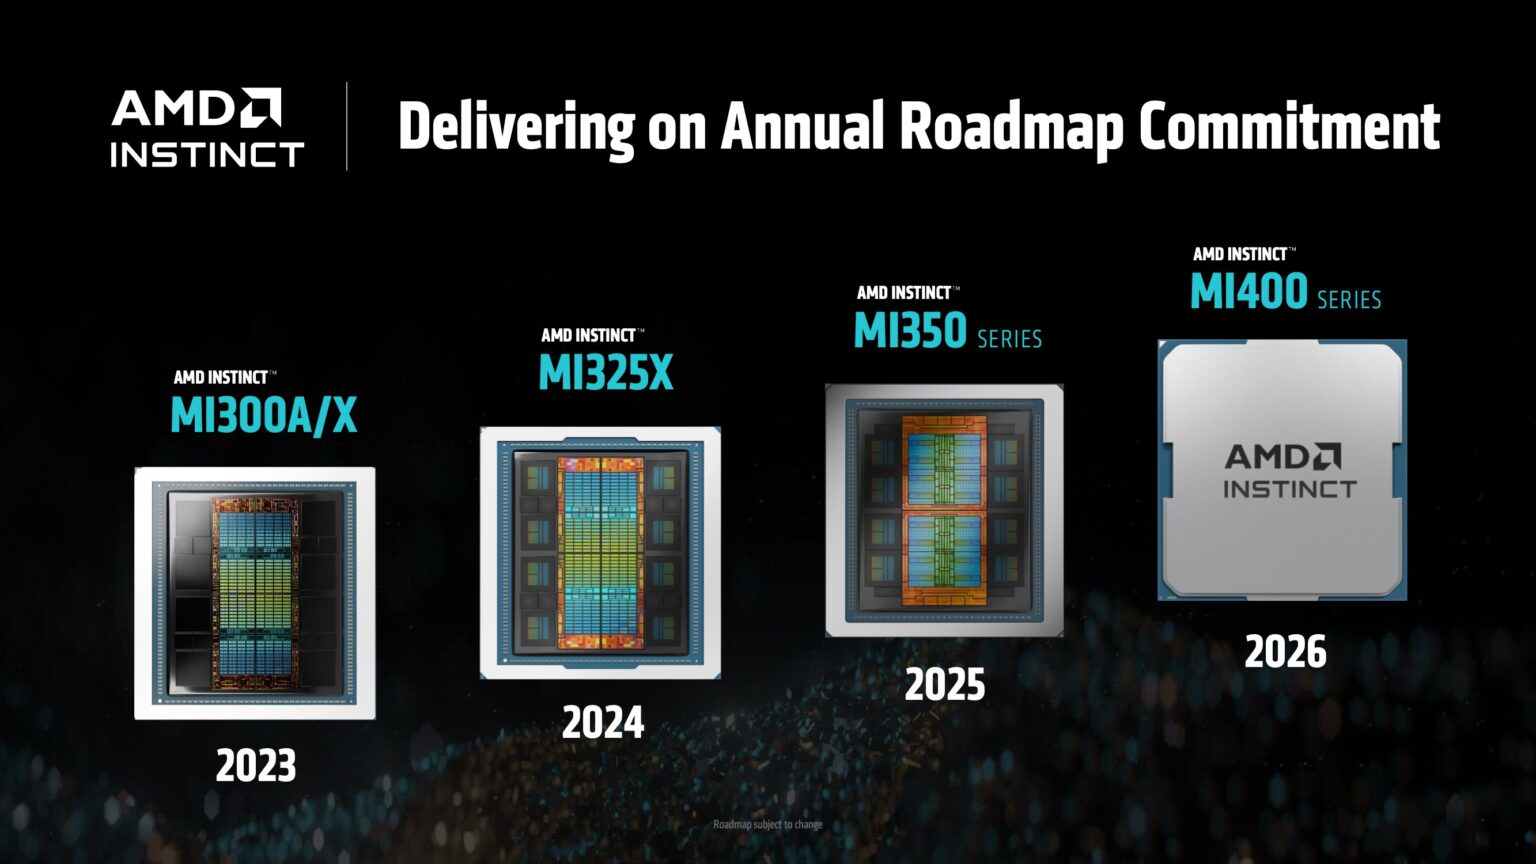 AMD
INSTINCT
Delivering on Annual Roadmap Commitment
AMD INSTINCT™
MI300A/X
2023
AMD INSTINCT™
MI325X
2024
AMD INSTINCT™
MI350 SERIES
2025
AMD INSTINCT™
MI400 SERIES
AMD
INSTINCT
2026
Roadmap subject to change